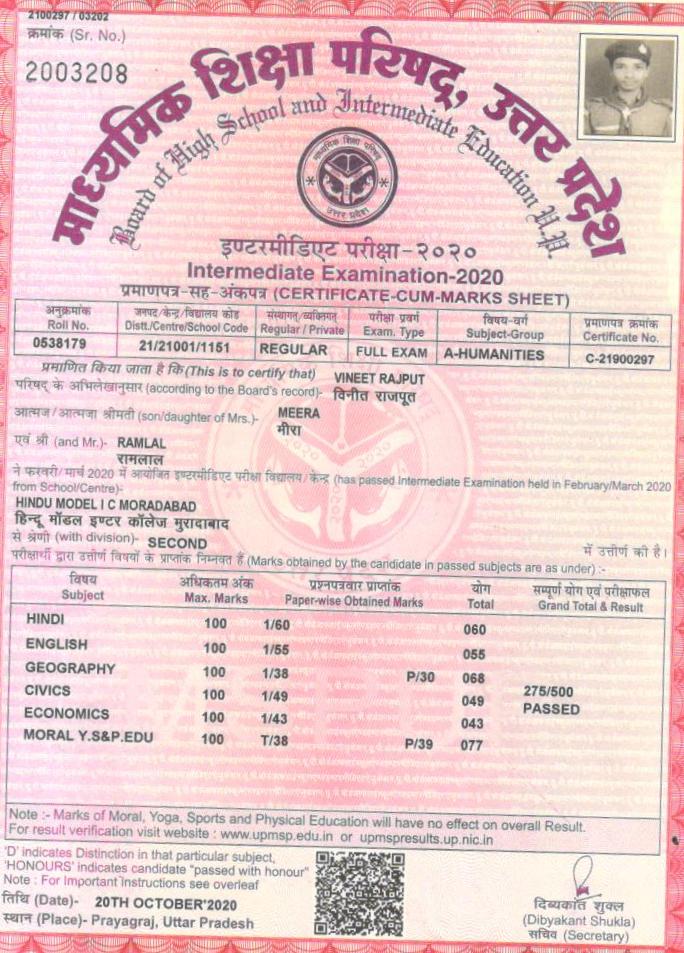 2100297 / 03202
क्रमांक (Sr. No.)
2003208
माध्यमिक शिक्षा परिषद्, उत्तर प्रदेश
Board of High School and Intermediate Education U.P.
माध्यमिक शिक्षा परिषद
उत्तर प्रदेश
इण्टरमीडिएट परीक्षा-२०२०
Intermediate Examination-2020
प्रमाणपत्र-सह-अंकपत्र (CERTIFICATE-CUM-MARKS SHEET)
अनुक्रमांक जनपद/केन्द्र/विद्यालय कोड संस्थागत/व्यक्तिगत परीक्षा प्रवर्ग विषय-वर्ग प्रमाणपत्र क्रमांक
Roll No. Distt./Centre/School Code Regular / Private Exam. Type Subject-Group Certificate No.
0538179 21/21001/1151 REGULAR FULL EXAM A-HUMANITIES C-21900297
प्रमाणित किया जाता है कि (This is to certify that) VINEET RAJPUT
परिषद् के अभिलेखानुसार (according to the Board's record)- विनीत राजपूत
आत्मज/आत्मजा श्रीमती (son/daughter of Mrs.)- MEERA
मीरा
एवं श्री (and Mr.)- RAMLAL
रामलाल
ने फरवरी/मार्च 2020 में आयोजित इण्टरमीडिएट परीक्षा विद्यालय/केन्द्र (has passed Intermediate Examination held in February/March 2020
from School/Centre)-
HINDU MODEL I C MORADABAD
हिन्दू मॉडल इण्टर कॉलेज मुरादाबाद
से श्रेणी (with division)- SECOND में उत्तीर्ण की है।
परीक्षार्थी द्वारा उत्तीर्ण विषयों के प्राप्तांक निम्नवत हैं (Marks obtained by the candidate in passed subjects are as under) :-
विषय अधिकतम अंक प्रश्नपत्रवार प्राप्तांक योग सम्पूर्ण योग एवं परीक्षाफल
Subject Max. Marks Paper-wise Obtained Marks Total Grand Total & Result
HINDI 100 1/60 060
ENGLISH 100 1/55 055
GEOGRAPHY 100 1/38 P/30 068
CIVICS 100 1/49 049 275/500
PASSED
ECONOMICS 100 1/43 043
MORAL Y.S&P.EDU 100 T/38 P/39 077
Note :- Marks of Moral, Yoga, Sports and Physical Education will have no effect on overall Result.
For result verification visit website : www.upmsp.edu.in or upmspresults.up.nic.in
'D' indicates Distinction in that particular subject,
'HONOURS' indicates candidate "passed with honour"
Note : For Important Instructions see overleaf
तिथि (Date)- 20TH OCTOBER'2020
स्थान (Place)- Prayagraj, Uttar Pradesh
दिब्यकांत शुक्ल
(Dibyakant Shukla)
सचिव (Secretary)